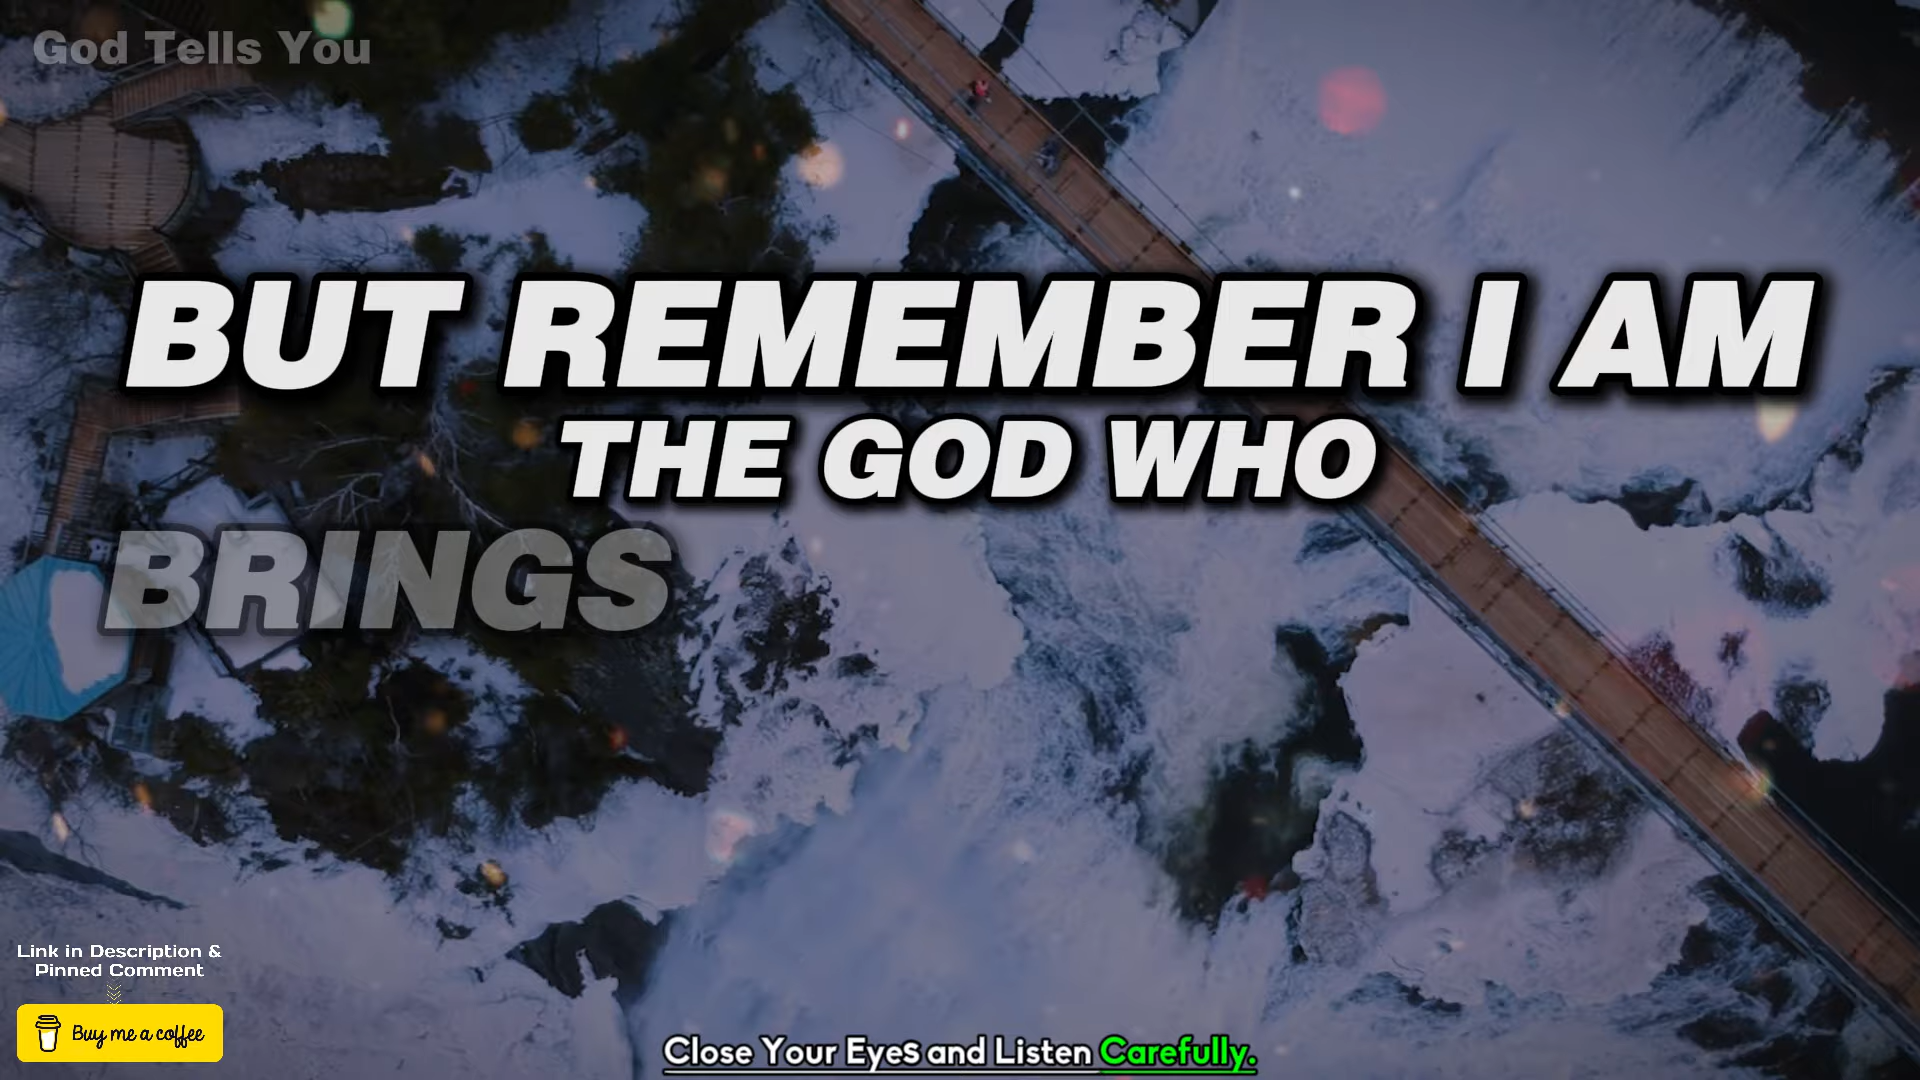 God Tells You
BUT REMEMBER I AM
THE GOD WHO
BRINGS
Link in Description &
Pinned Comment
Buy me a coffee
Close Your Eyes and Listen Carefully.